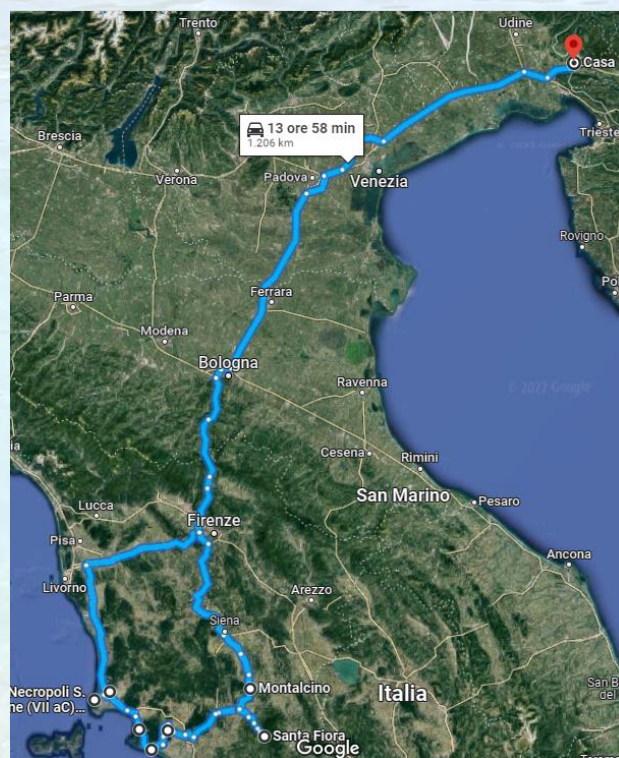 Trento
Udine
Casa
Brescia
13 ore 58 min
1.206 km
Trieste
Verona
Padova
Venezia
Rovigno
Parma
Ferrara
Modena
Bologna
© 2022 Google
Ravenna
Cesena
Rimini
San Marino
Pesaro
Lucca
Firenze
Pisa
Ancona
Livorno
Arezzo
Siena
Necropoli S.
ne (VII aC)...
Montalcino
Italia
San B
del
Santa Fiora
Google